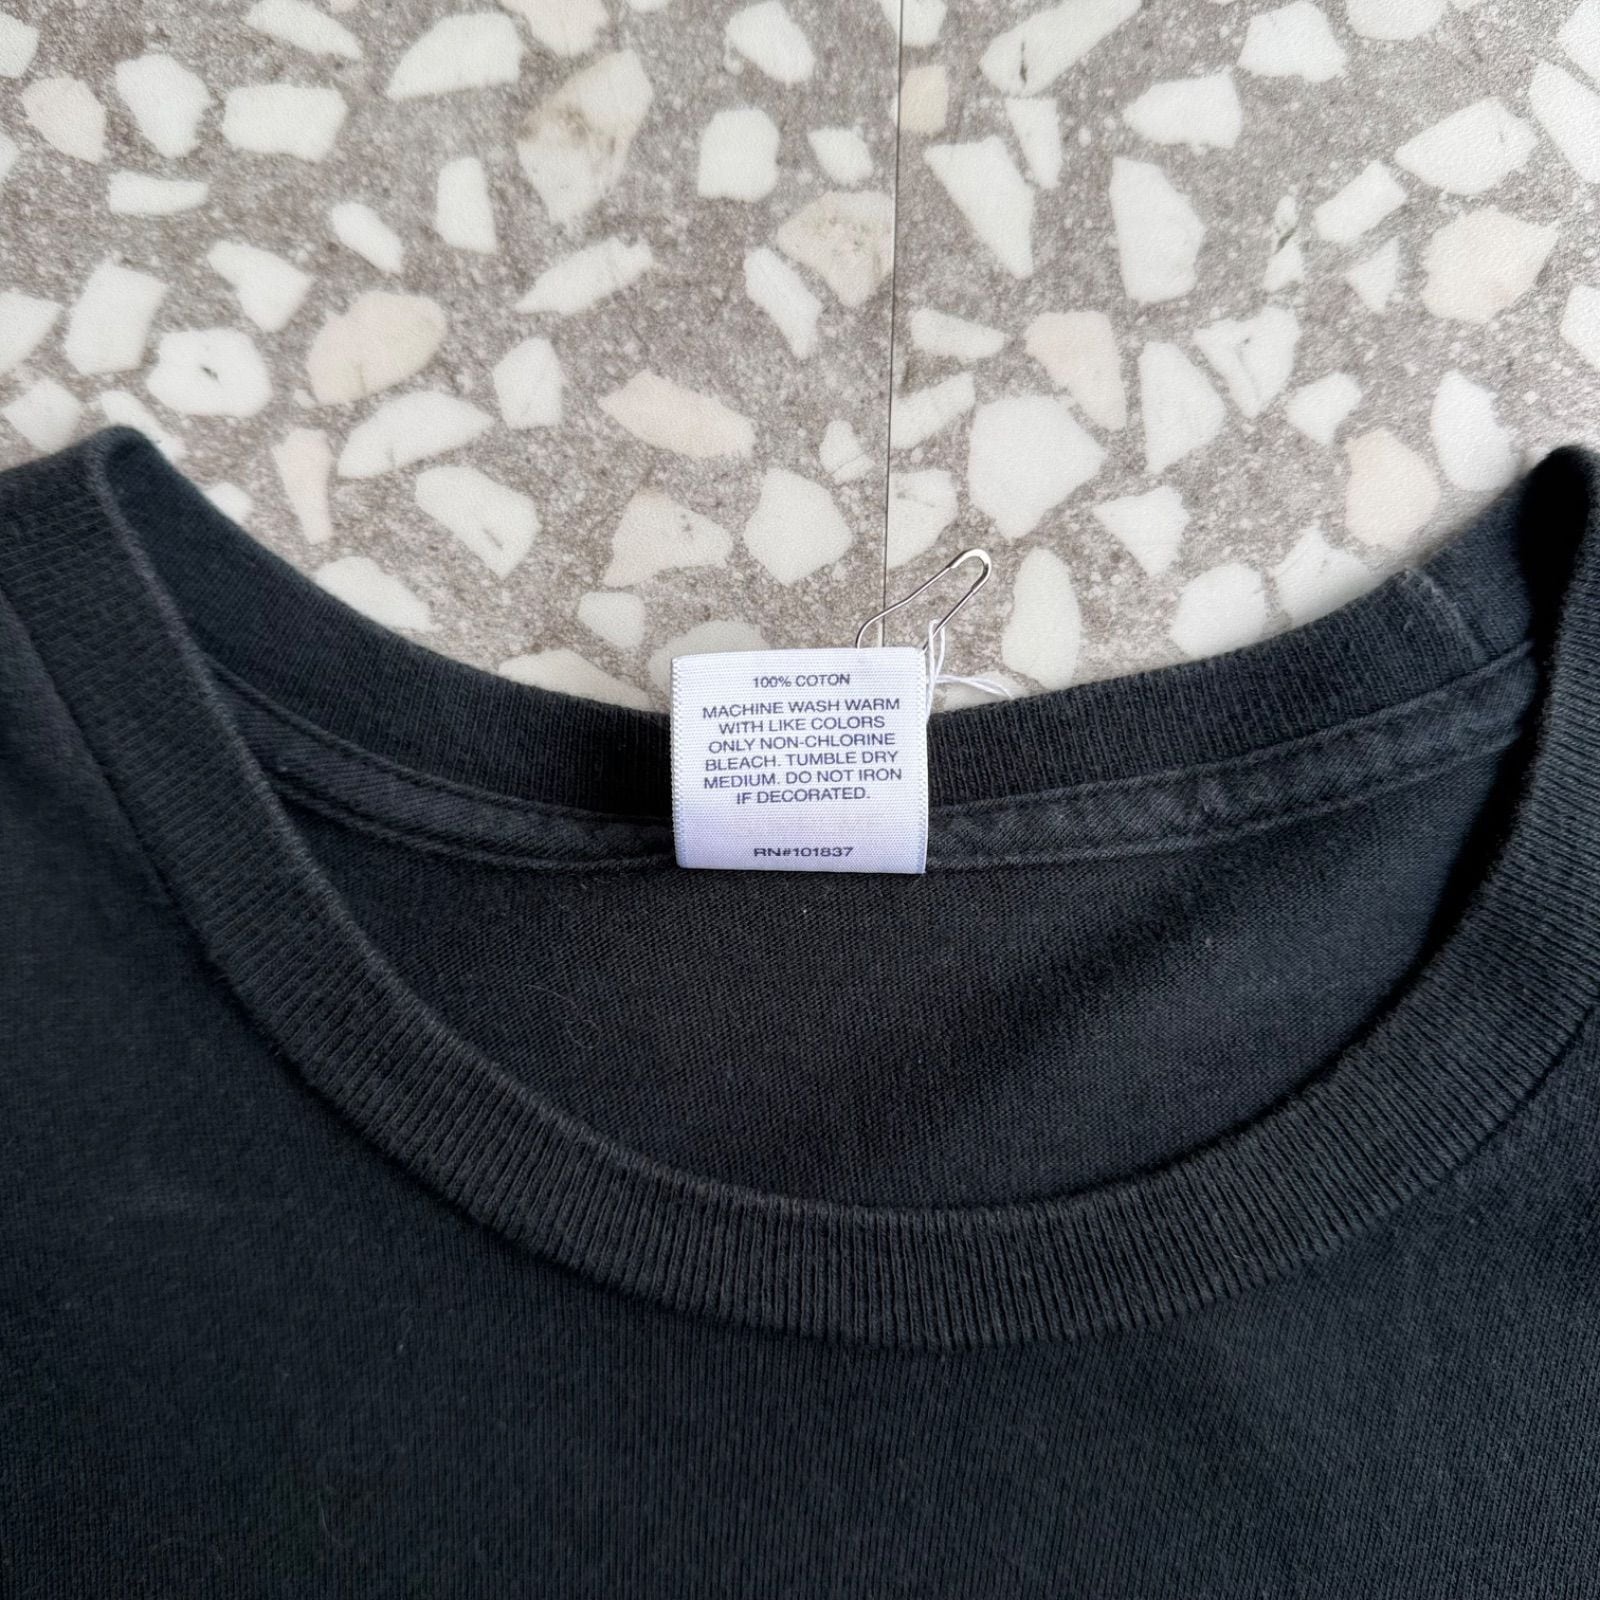 100% COTON
MACHINE WASH WARM
WITH LIKE COLORS
ONLY NON-CHLORINE
BLEACH. TUMBLE DRY
MEDIUM. DO NOT IRON
IF DECORATED.
RN#101837